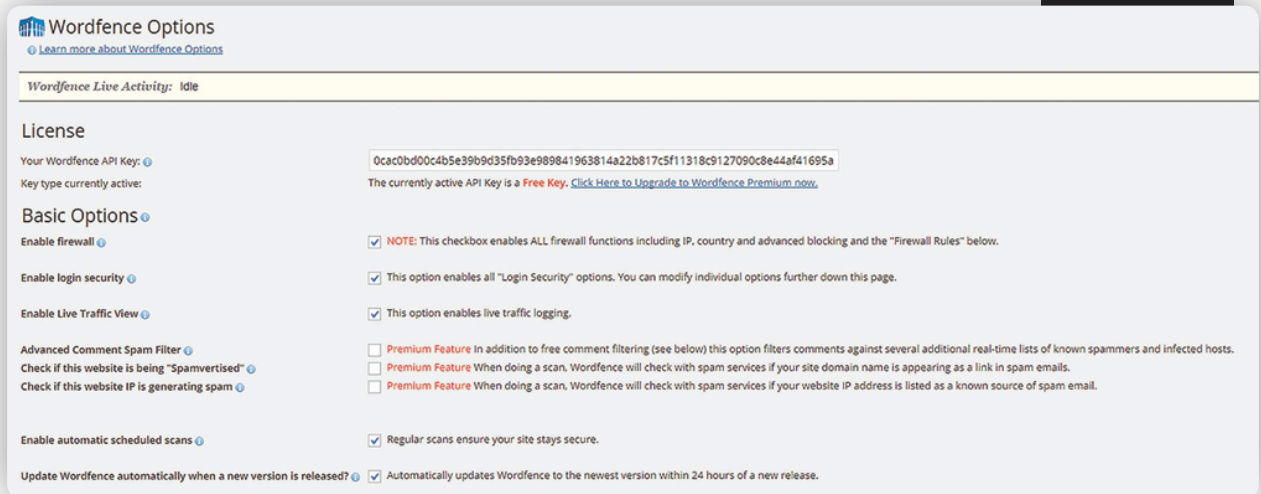 Wordfence Options
Learn more about Wordfence Options
Wordfence Live Activity: Idle
License
Your Wordfence API Key: 0cac0bd00c4b5e39b9d35fb93e989841963814a22b817c5f11318c9127090c8e44af41695a
Key type currently active: The currently active API Key is a Free Key. Click Here to Upgrade to Wordfence Premium now.
Basic Options
Enable firewall NOTE: This checkbox enables ALL firewall functions including IP, country and advanced blocking and the "Firewall Rules" below.
Enable login security This option enables all "Login Security" options. You can modify individual options further down this page.
Enable Live Traffic View This option enables live traffic logging.
Advanced Comment Spam Filter Premium Feature In addition to free comment filtering (see below) this option filters comments against several additional real-time lists of known spammers and infected hosts.
Check if this website is being "Spamvertised" Premium Feature When doing a scan, Wordfence will check with spam services if your site domain name is appearing as a link in spam emails.
Check if this website IP is generating spam Premium Feature When doing a scan, Wordfence will check with spam services if your website IP address is listed as a known source of spam email.
Enable automatic scheduled scans Regular scans ensure your site stays secure.
Update Wordfence automatically when a new version is released? Automatically updates Wordfence to the newest version within 24 hours of a new release.